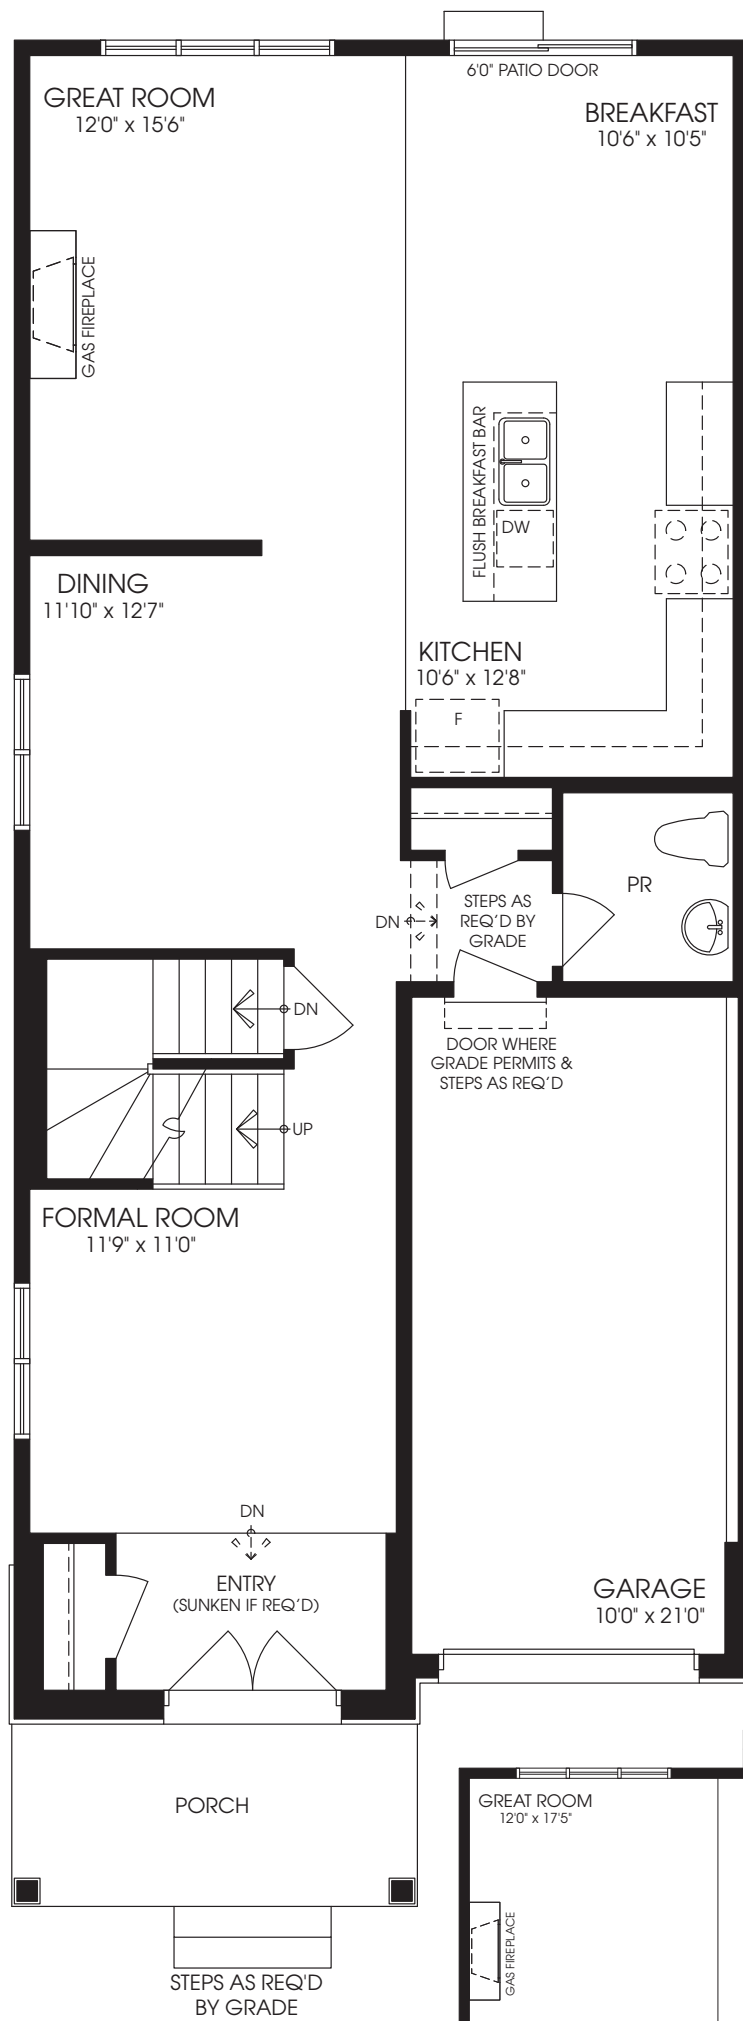 6'0" PATIO DOOR
GREAT ROOM
12'0" x 15'6"
BREAKFAST
10'6" x 10'5"
GAS FIREPLACE
FLUSH BREAKFAST BAR
DW
DINING
11'10" x 12'7"
KITCHEN
10'6" x 12'8"
F
PR
STEPS AS
REQ'D BY
GRADE
DN
DN
DOOR WHERE
GRADE PERMITS &
STEPS AS REQ'D
UP
FORMAL ROOM
11'9" x 11'0"
DN
ENTRY
(SUNKEN IF REQ'D)
GARAGE
10'0" x 21'0"
PORCH
STEPS AS REQ'D
BY GRADE
GREAT ROOM
12'0" x 17'5"
GAS FIREPLACE